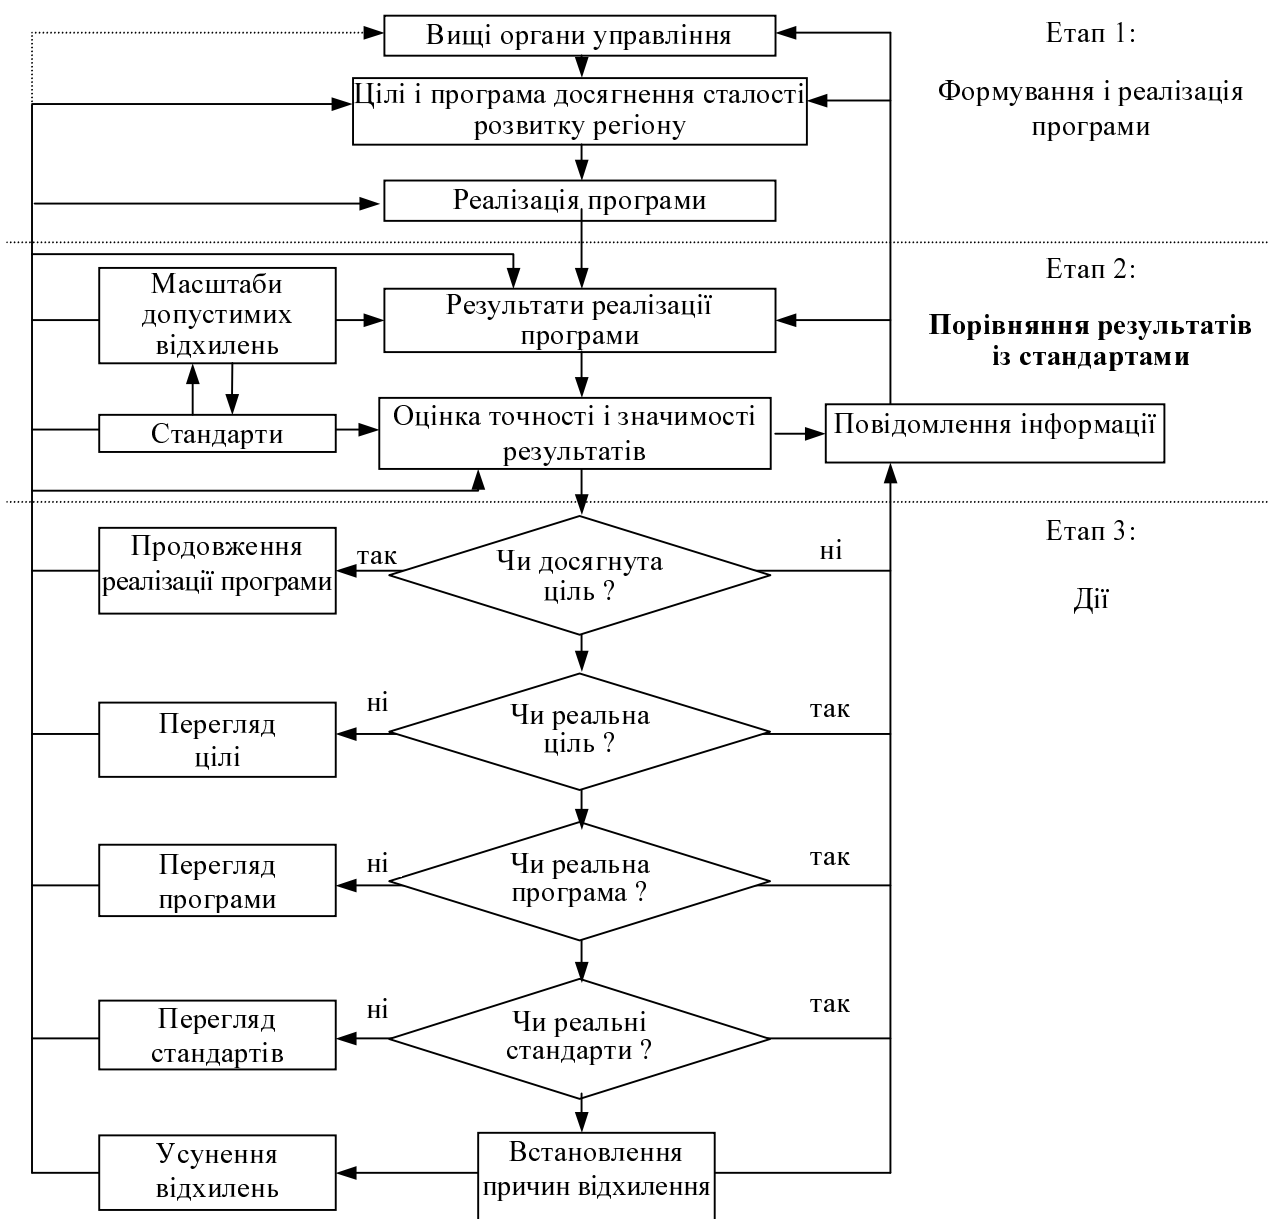 Вищі органи управління
Етап 1:
Цілі і програма досягнення сталості
розвитку регіону
Формування і реалізація
програми
Реалізація програми
Етап 2:
Масштаби
допустимих
відхилень
Результати реалізації
програми
Порівняння результатів
із стандартами
Стандарти
Оцінка точності і значимості
результатів
Повідомлення інформації
Етап 3:
Дії
Продовження
реалізації програми
так
Чи досягнута
ціль ?
ні
Перегляд
цілі
ні
Чи реальна
ціль ?
так
Перегляд
програми
ні
Чи реальна
програма ?
так
Перегляд
стандартів
ні
Чи реальні
стандарти ?
так
Усунення
відхилень
Встановлення
причин відхилення